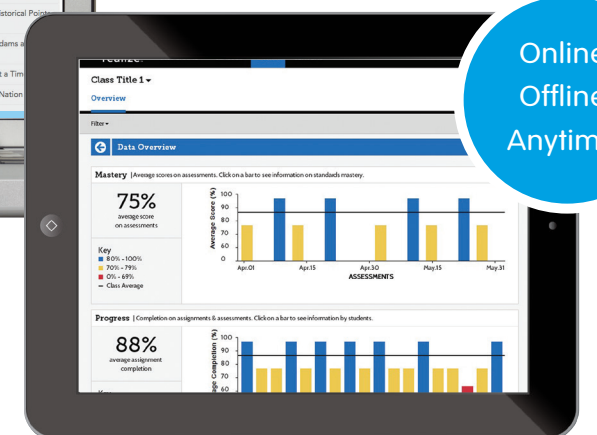 Historical Points
Online
Offline
Anytim
Class Title 1
Overview
Filter
Data Overview
Mastery | Average scores on assessments. Click on a bar to see information on standards mastery.
75%
average score
on assessments
Key
80% - 100%
70% - 79%
0% - 69%
Class Average
Average Score (%)
100
90
80
70
60
0
Apr.01
Apr.15
Apr.30
May.15
May.31
ASSESSMENTS
Progress | Completion on assignments & assessments. Click on a bar to see information by students.
88%
average assignment
completion
age Completion (%)
100
90
80
70
60
t a Tim
Nation